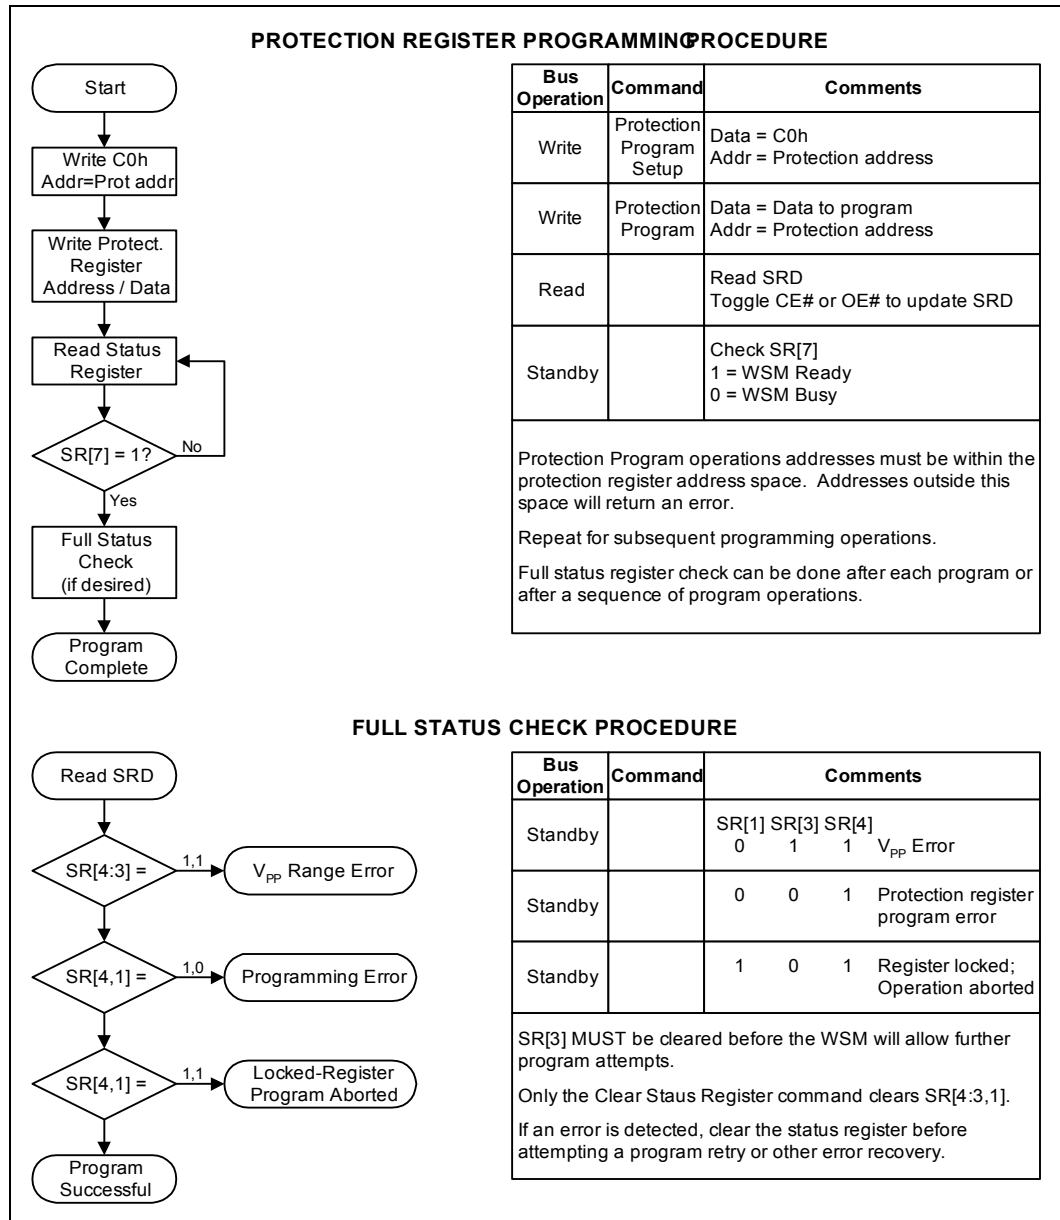 PROTECTION REGISTER PROGRAMMING PROCEDURE
Start
Write C0h
Addr=Prot addr
Write Protect.
Register
Address / Data
Read Status
Register
SR[7] = 1?
No
Yes
Full Status
Check
(if desired)
Program
Complete
Bus
Operation
Command
Comments
Write
Protection
Program
Setup
Data = C0h
Addr = Protection address
Write
Protection
Program
Data = Data to program
Addr = Protection address
Read
Read SRD
Toggle CE# or OE# to update SRD
Standby
Check SR[7]
1 = WSM Ready
0 = WSM Busy
Protection Program operations addresses must be within the
protection register address space.  Addresses outside this
space will return an error.
Repeat for subsequent programming operations.
Full status register check can be done after each program or
after a sequence of program operations.
FULL STATUS CHECK PROCEDURE
Read SRD
SR[4:3] =
1,1
VPP Range Error
SR[4,1] =
1,0
Programming Error
SR[4,1] =
1,1
Locked-Register
Program Aborted
Program
Successful
Bus
Operation
Command
Comments
Standby
SR[1] SR[3] SR[4]
0 1 1 VPP Error
Standby
0 0 1 Protection register
program error
Standby
1 0 1 Register locked;
Operation aborted
SR[3] MUST be cleared before the WSM will allow further
program attempts.
Only the Clear Staus Register command clears SR[4:3,1].
If an error is detected, clear the status register before
attempting a program retry or other error recovery.